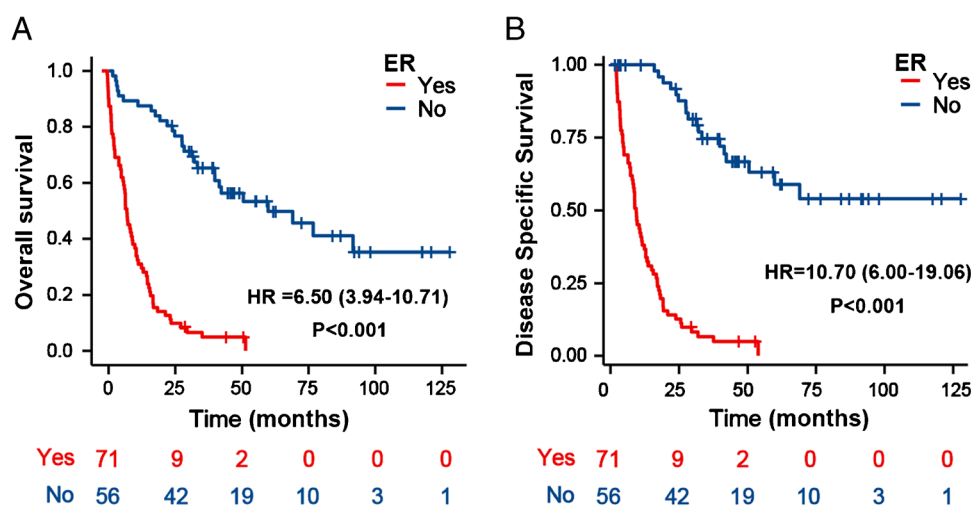 A
ER
Yes
No
Overall survival
1.0
0.8
0.6
0.4
0.2
0.0
HR =6.50 (3.94-10.71)
P<0.001
0 25 50 75 100 125
Time (months)
Yes 71 9 2 0 0 0
No 56 42 19 10 3 1
B
ER
Yes
No
Disease Specific Survival
1.00
0.75
0.50
0.25
0.00
HR=10.70 (6.00-19.06)
P<0.001
0 25 50 75 100 125
Time (months)
Yes 71 9 2 0 0 0
No 56 42 19 10 3 1